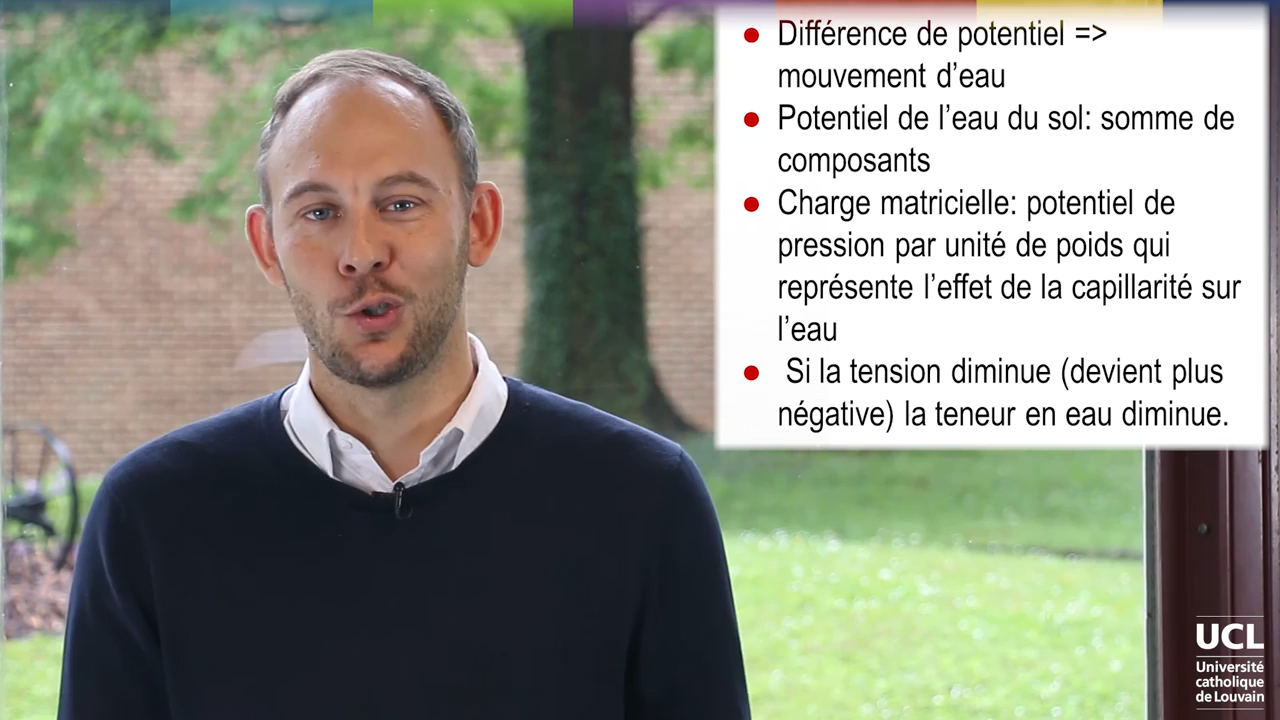 Différence de potentiel =>
mouvement d’eau
Potentiel de l’eau du sol: somme de
composants
Charge matricielle: potentiel de
pression par unité de poids qui
représente l’effet de la capillarité sur
l’eau
Si la tension diminue (devient plus
négative) la teneur en eau diminue.
UCL
Université
catholique
de Louvain